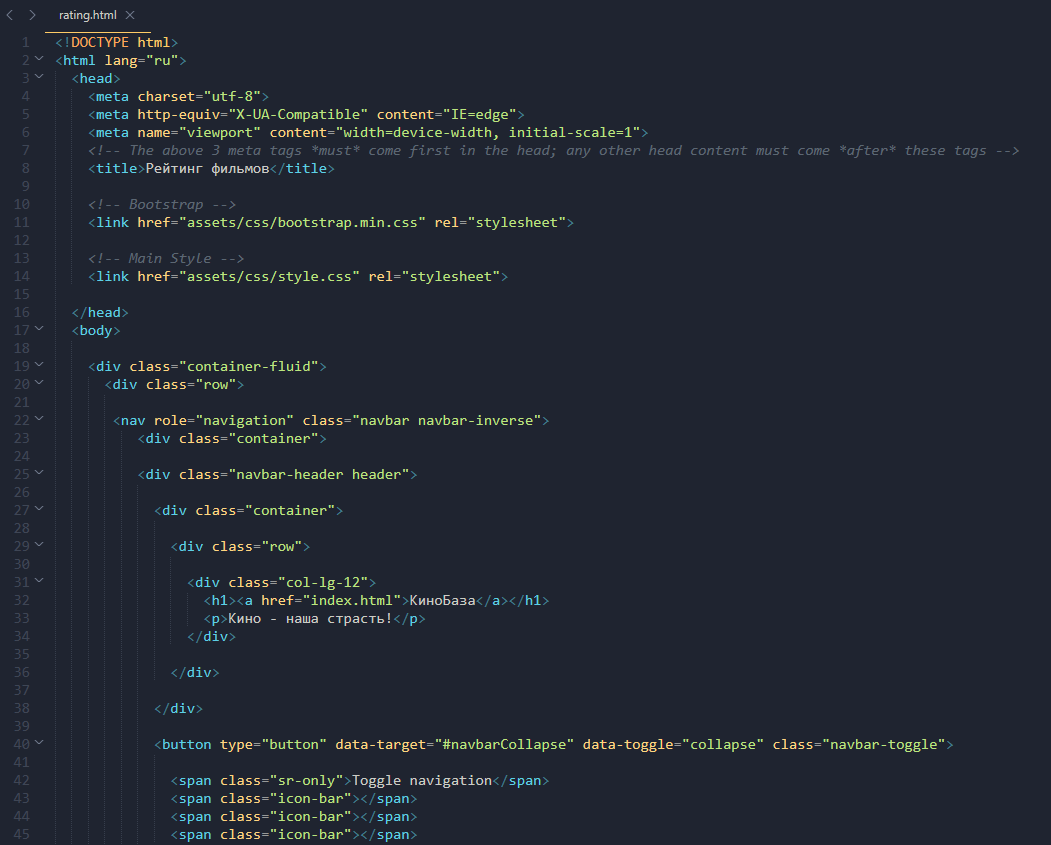 rating.html
1 <!DOCTYPE html>
2 <html lang="ru">
3 <head>
4 <meta charset="utf-8">
5 <meta http-equiv="X-UA-Compatible" content="IE=edge">
6 <meta name="viewport" content="width=device-width, initial-scale=1">
7 <!-- The above 3 meta tags *must* come first in the head; any other head content must come *after* these tags -->
8 <title>Рейтинг фильмов</title>
9
10 <!-- Bootstrap -->
11 <link href="assets/css/bootstrap.min.css" rel="stylesheet">
12
13 <!-- Main Style -->
14 <link href="assets/css/style.css" rel="stylesheet">
15
16 </head>
17 <body>
18
19 <div class="container-fluid">
20 <div class="row">
21
22 <nav role="navigation" class="navbar navbar-inverse">
23 <div class="container">
24
25 <div class="navbar-header header">
26
27 <div class="container">
28
29 <div class="row">
30
31 <div class="col-lg-12">
32 <h1><a href="index.html">КиноБаза</a></h1>
33 <p>Кино - наша страсть!</p>
34 </div>
35
36 </div>
37
38 </div>
39
40 <button type="button" data-target="#navbarCollapse" data-toggle="collapse" class="navbar-toggle">
41
42 <span class="sr-only">Toggle navigation</span>
43 <span class="icon-bar"></span>
44 <span class="icon-bar"></span>
45 <span class="icon-bar"></span>